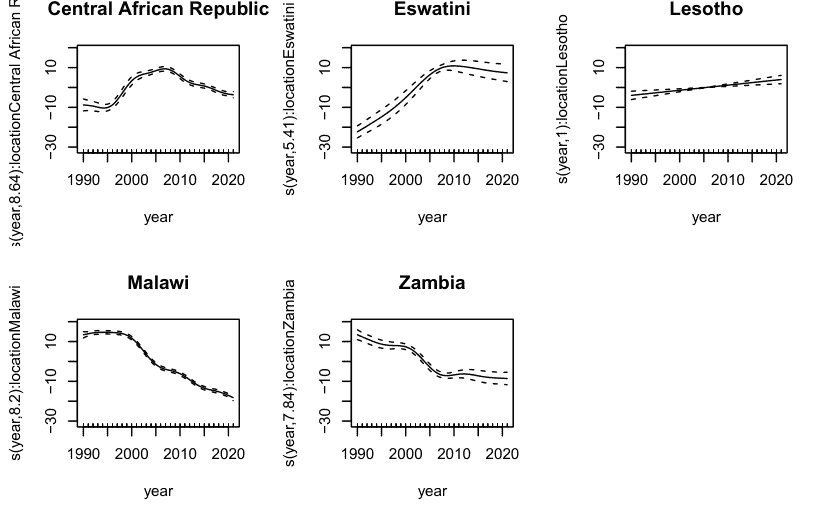 Central African Republic
s(year,8.64):locationCentral African R
10
−10
−30
1990 2000 2010 2020
year
Eswatini
s(year,5.41):locationEswatini
10
−10
−30
1990 2000 2010 2020
year
Lesotho
s(year,1):locationLesotho
10
−10
−30
1990 2000 2010 2020
year
Malawi
s(year,8.2):locationMalawi
10
−10
−30
1990 2000 2010 2020
year
Zambia
s(year,7.84):locationZambia
10
−10
−30
1990 2000 2010 2020
year